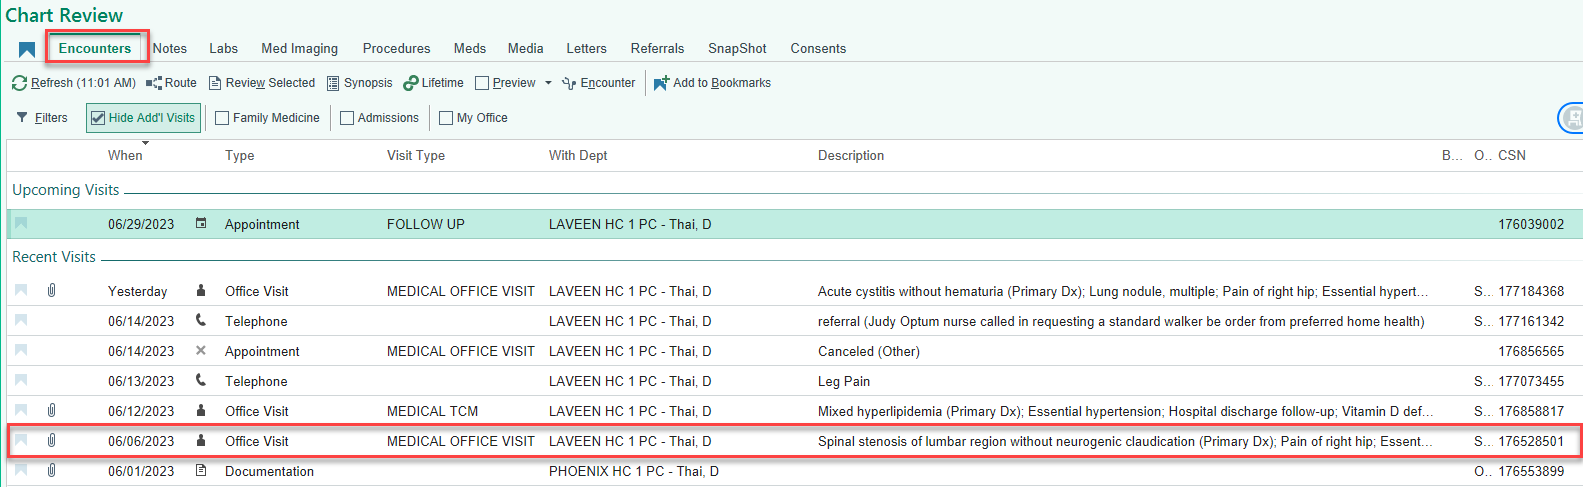 Chart Review
Encounters Notes Labs Med Imaging Procedures Meds Media Letters Referrals SnapShot Consents
Refresh (11:01 AM) Route Review Selected Synopsis Lifetime Preview Encounter Add to Bookmarks
Filters Hide Add'l Visits Family Medicine Admissions My Office
When Type Visit Type With Dept Description B... O... CSN
Upcoming Visits
06/29/2023 Appointment FOLLOW UP LAVEEN HC 1 PC - Thai, D 176039002
Recent Visits
Yesterday Office Visit MEDICAL OFFICE VISIT LAVEEN HC 1 PC - Thai, D Acute cystitis without hematuria (Primary Dx); Lung nodule, multiple; Pain of right hip; Essential hypert... S... 177184368
06/14/2023 Telephone LAVEEN HC 1 PC - Thai, D referral (Judy Optum nurse called in requesting a standard walker be order from preferred home health) S... 177161342
06/14/2023 Appointment MEDICAL OFFICE VISIT LAVEEN HC 1 PC - Thai, D Canceled (Other) 176856565
06/13/2023 Telephone LAVEEN HC 1 PC - Thai, D Leg Pain S... 177073455
06/12/2023 Office Visit MEDICAL TCM LAVEEN HC 1 PC - Thai, D Mixed hyperlipidemia (Primary Dx); Essential hypertension; Hospital discharge follow-up; Vitamin D def... S... 176858817
06/06/2023 Office Visit MEDICAL OFFICE VISIT LAVEEN HC 1 PC - Thai, D Spinal stenosis of lumbar region without neurogenic claudication (Primary Dx); Pain of right hip; Essent... S... 176528501
06/01/2023 Documentation PHOENIX HC 1 PC - Thai, D O... 176553899